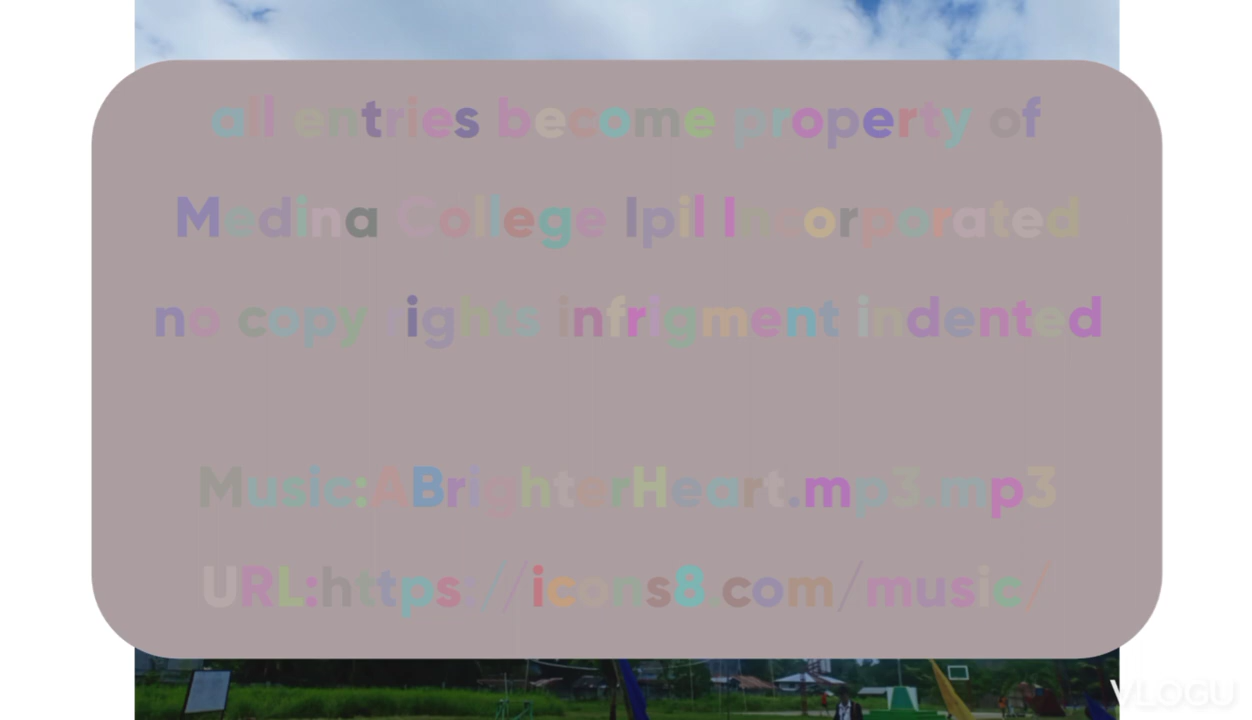 all entries become property of
Medina College Ipil Incorporated
no copy rights infrigment indented
Music:ABrighterHeart.mp3.mp3
URL:https://icons8.com/music/
VLOGU